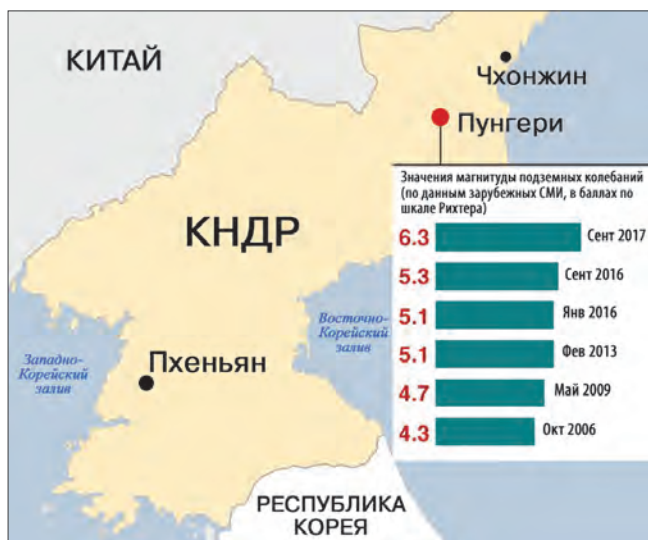 КИТАЙ
Чхонжин
Пунгери
Значения магнитуды подземных колебаний
(по данным зарубежных СМИ, в баллах по
шкале Рихтера)
КНДР
6.3 Сент 2017
5.3 Сент 2016
5.1 Янв 2016
5.1 Фев 2013
4.7 Май 2009
4.3 Окт 2006
Восточно-
Корейский
залив
Западно-
Корейский
залив
Пхеньян
РЕСПУБЛИКА
КОРЕЯ